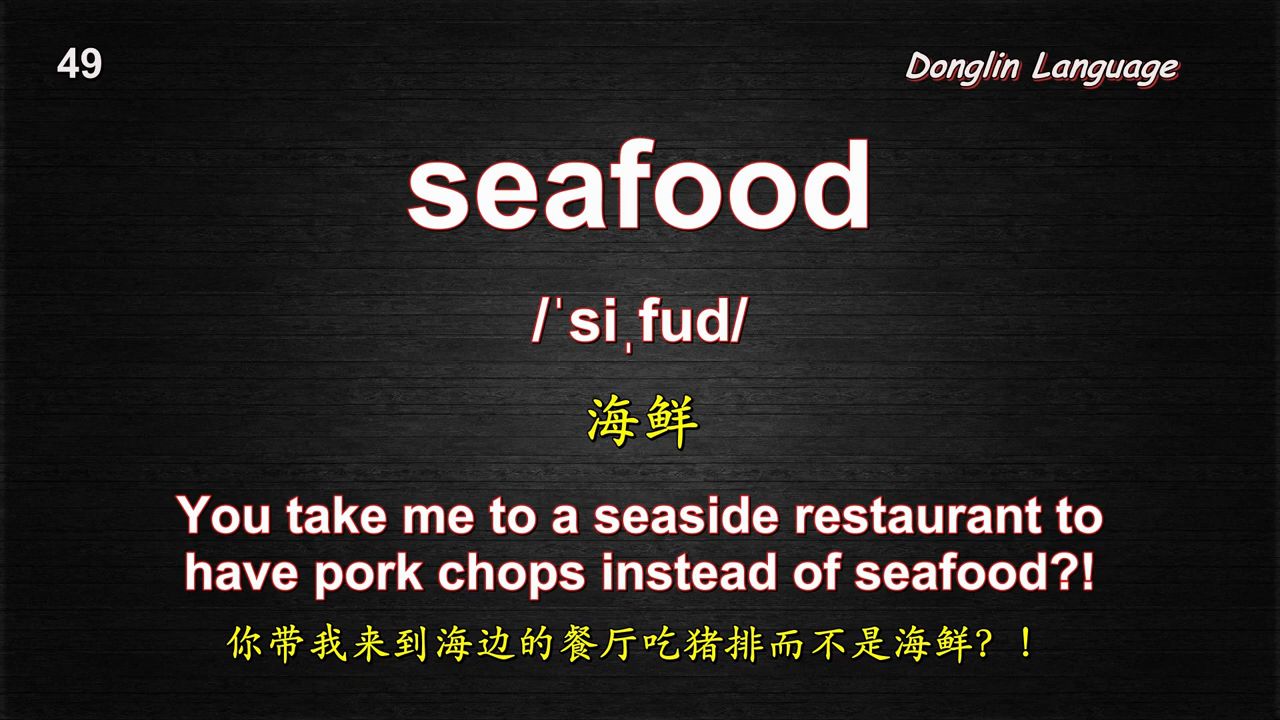 49
Donglin Language
seafood
/ˈsiˌfud/
海鲜
You take me to a seaside restaurant to
have pork chops instead of seafood?!
你带我来到海边的餐厅吃猪排而不是海鲜？！